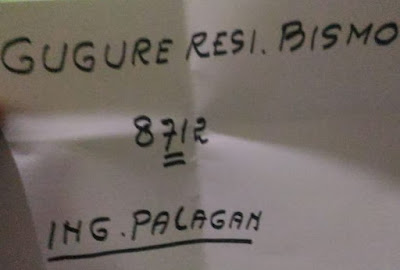 GUGURE RESI. BISMO
8712
ING. PALAGAN